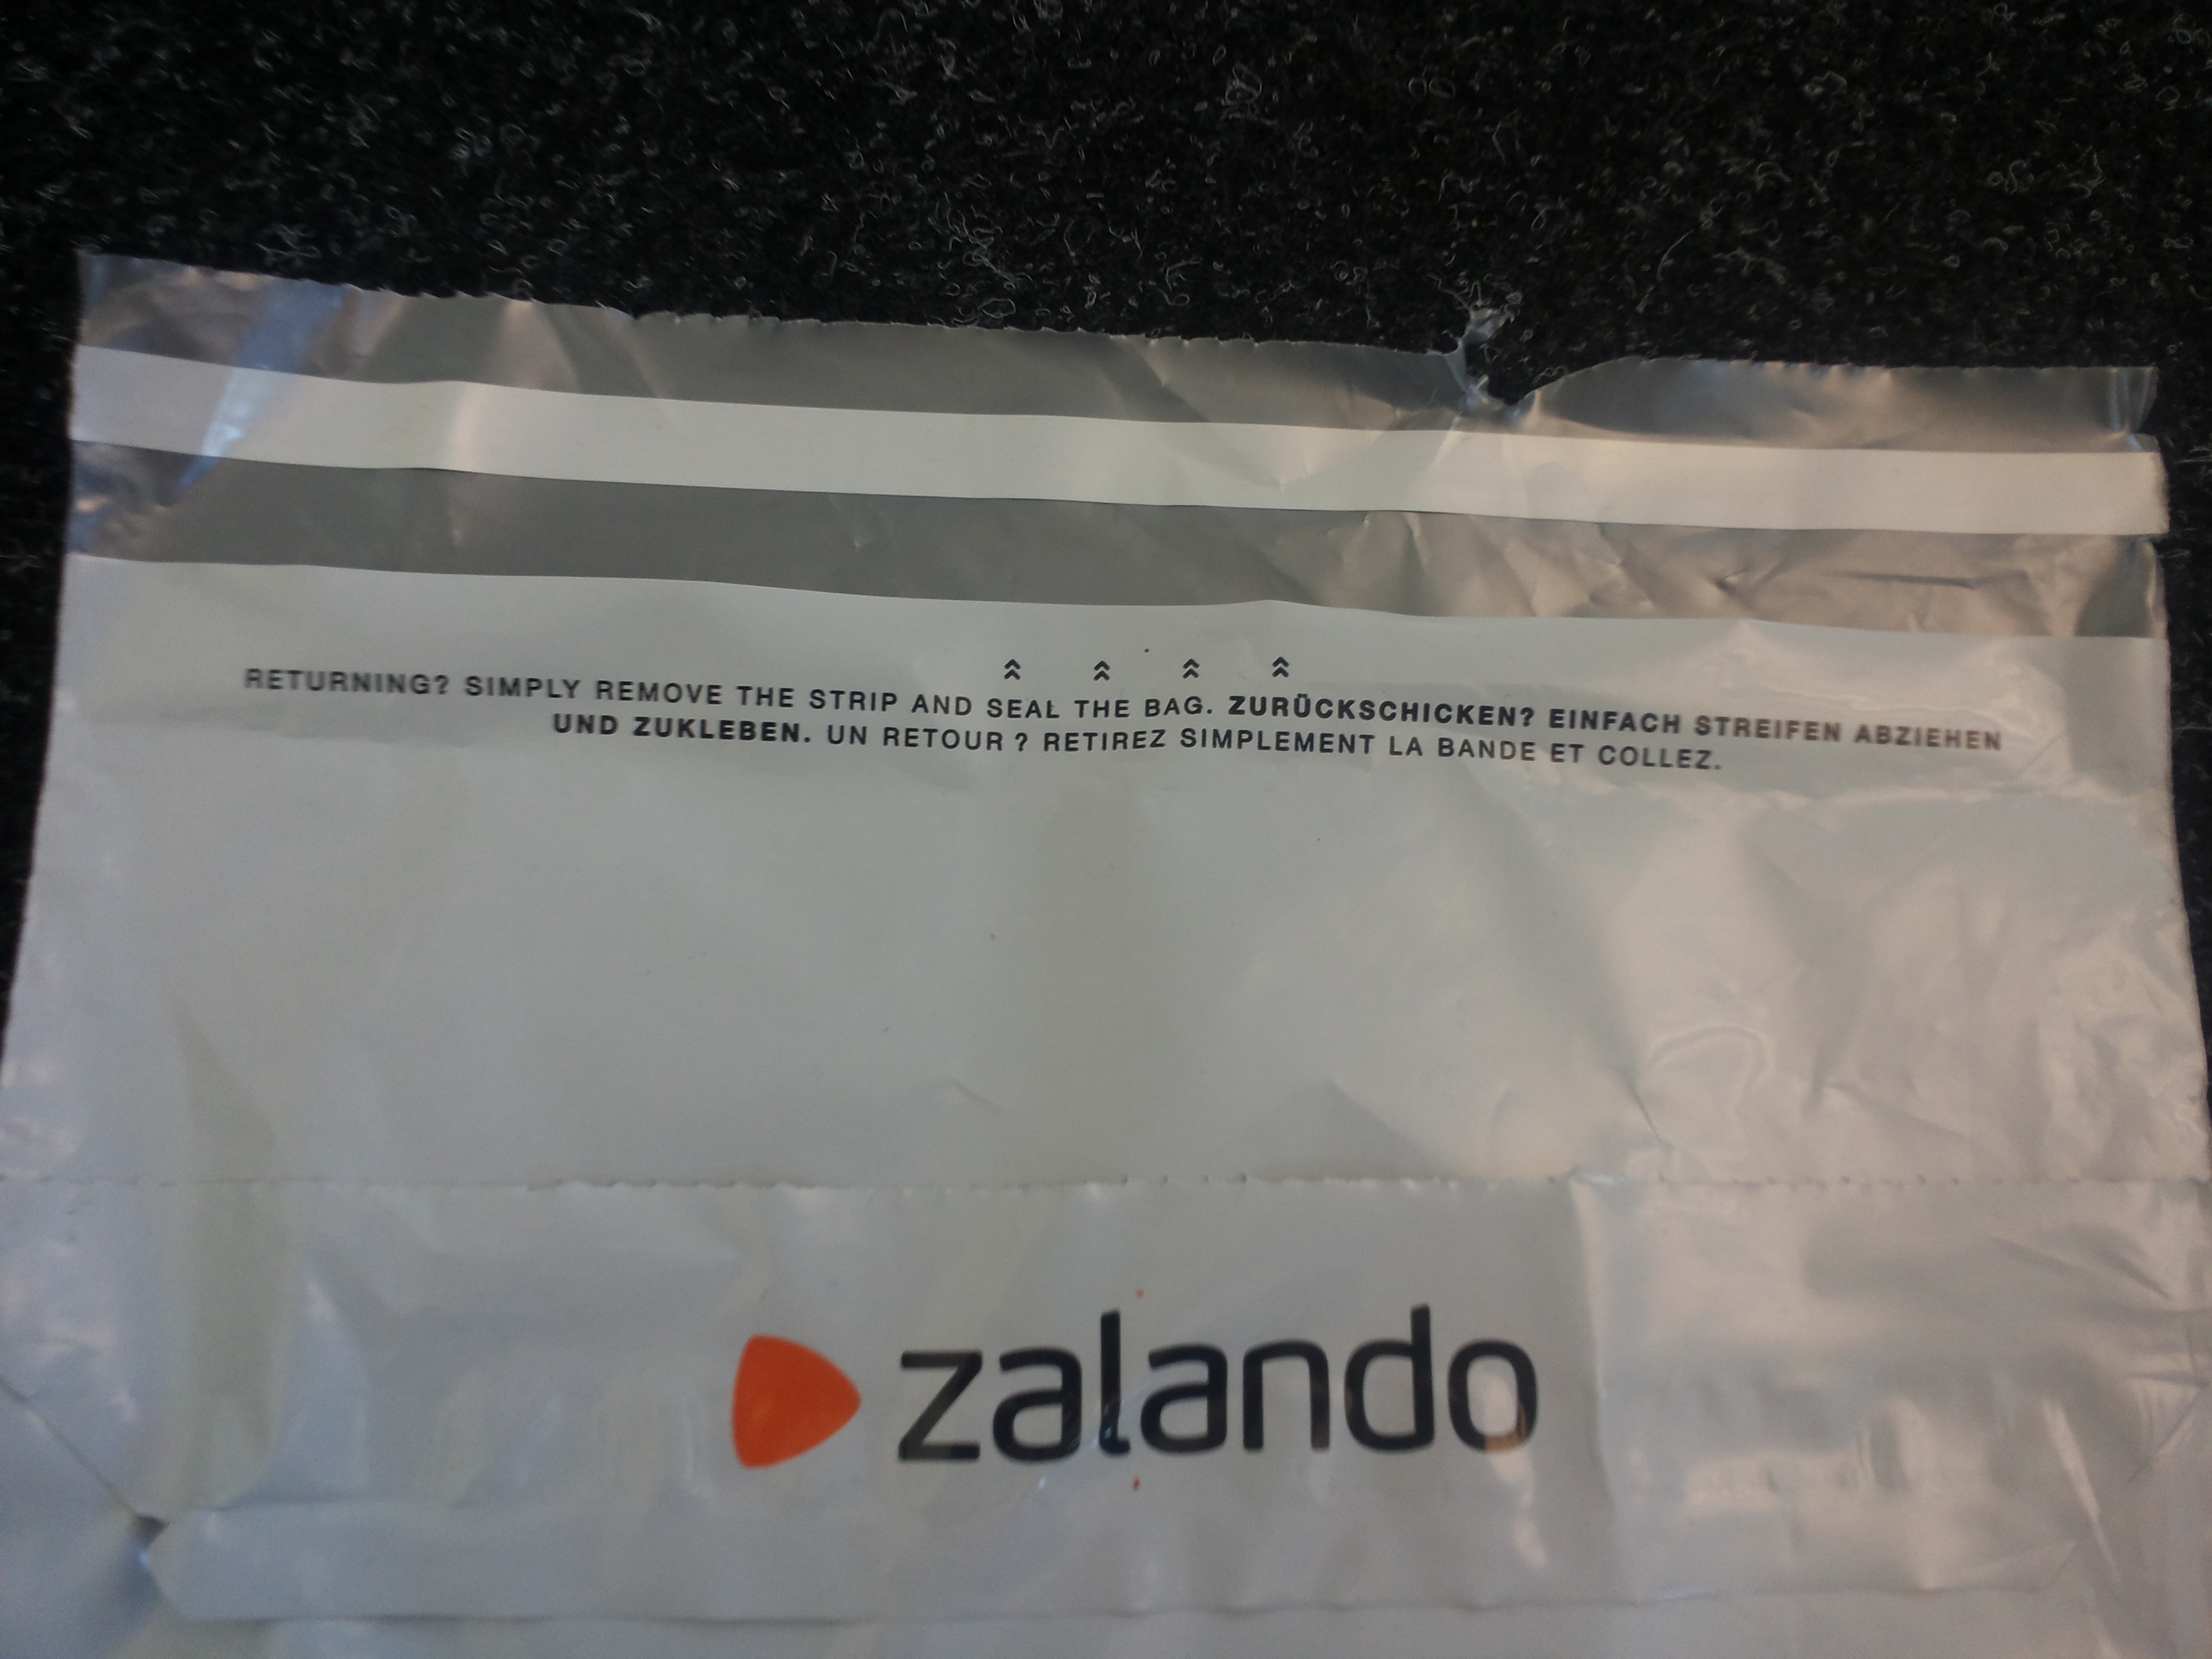 RETURNING? SIMPLY REMOVE THE STRIP AND SEAL THE BAG. ZURÜCKSCHICKEN? EINFACH STREIFEN ABZIEHEN
UND ZUKLEBEN. UN RETOUR ? RETIREZ SIMPLEMENT LA BANDE ET COLLEZ.
zalando